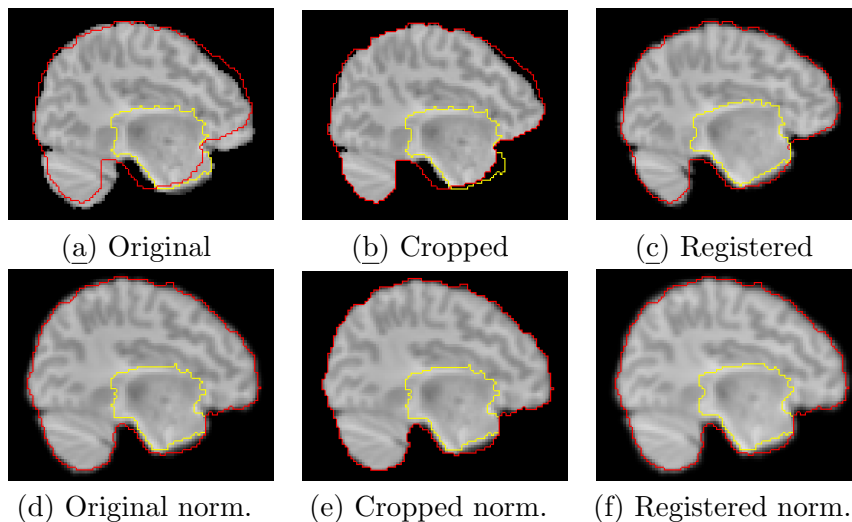 (a) Original (b) Cropped (c) Registered
(d) Original norm. (e) Cropped norm. (f) Registered norm.